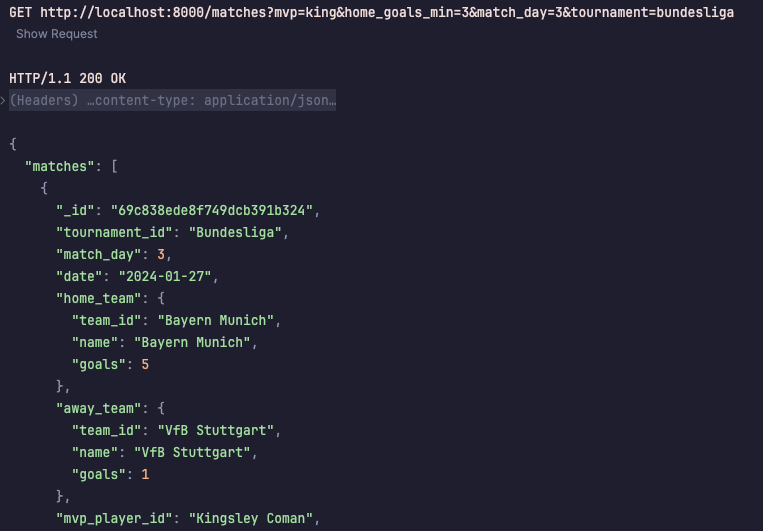 GET http://localhost:8000/matches?mvp=king&home_goals_min=3&match_day=3&tournament=bundesliga
Show Request
HTTP/1.1 200 OK
(Headers) …content-type: application/json…
{
"matches": [
{
"_id": "69c838ede8f749dcb391b324",
"tournament_id": "Bundesliga",
"match_day": 3,
"date": "2024-01-27",
"home_team": {
"team_id": "Bayern Munich",
"name": "Bayern Munich",
"goals": 5
},
"away_team": {
"team_id": "VfB Stuttgart",
"name": "VfB Stuttgart",
"goals": 1
},
"mvp_player_id": "Kingsley Coman",